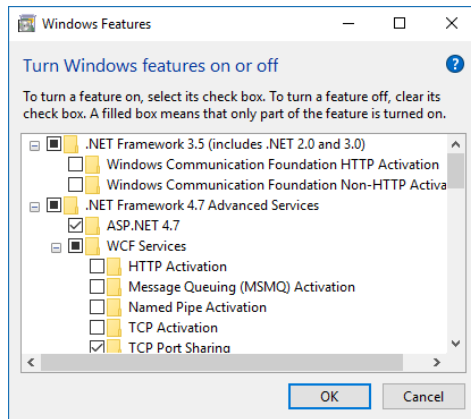 Windows Features
Turn Windows features on or off
To turn a feature on, select its check box. To turn a feature off, clear its
check box. A filled box means that only part of the feature is turned on.
.NET Framework 3.5 (includes .NET 2.0 and 3.0)
Windows Communication Foundation HTTP Activation
Windows Communication Foundation Non-HTTP Activa
.NET Framework 4.7 Advanced Services
ASP.NET 4.7
WCF Services
HTTP Activation
Message Queuing (MSMQ) Activation
Named Pipe Activation
TCP Activation
TCP Port Sharing
OK Cancel